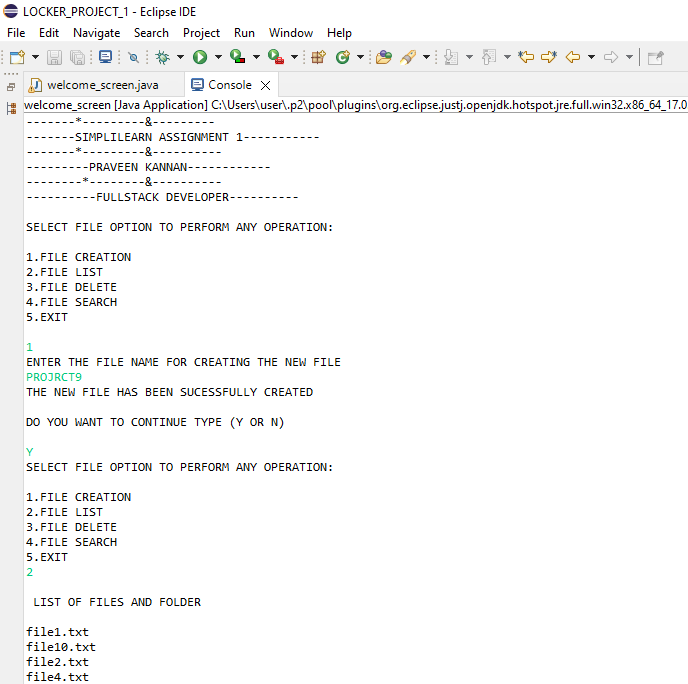 LOCKER_PROJECT_1 - Eclipse IDE
File Edit Navigate Search Project Run Window Help
welcome_screen.java Console
welcome_screen [Java Application] C:\Users\user\.p2\pool\plugins\org.eclipse.justj.openjdk.hotspot.jre.full.win32.x86_64_17.0
-------*---------&---------
-------SIMPLILEARN ASSIGNMENT 1-----------
-------*---------&----------
---------PRAVEEN KANNAN------------
--------*--------&----------
----------FULLSTACK DEVELOPER----------
SELECT FILE OPTION TO PERFORM ANY OPERATION:
1.FILE CREATION
2.FILE LIST
3.FILE DELETE
4.FILE SEARCH
5.EXIT
1
ENTER THE FILE NAME FOR CREATING THE NEW FILE
PROJRCT9
THE NEW FILE HAS BEEN SUCESSFULLY CREATED
DO YOU WANT TO CONTINUE TYPE (Y OR N)
Y
SELECT FILE OPTION TO PERFORM ANY OPERATION:
1.FILE CREATION
2.FILE LIST
3.FILE DELETE
4.FILE SEARCH
5.EXIT
2
LIST OF FILES AND FOLDER
file1.txt
file10.txt
file2.txt
file4.txt